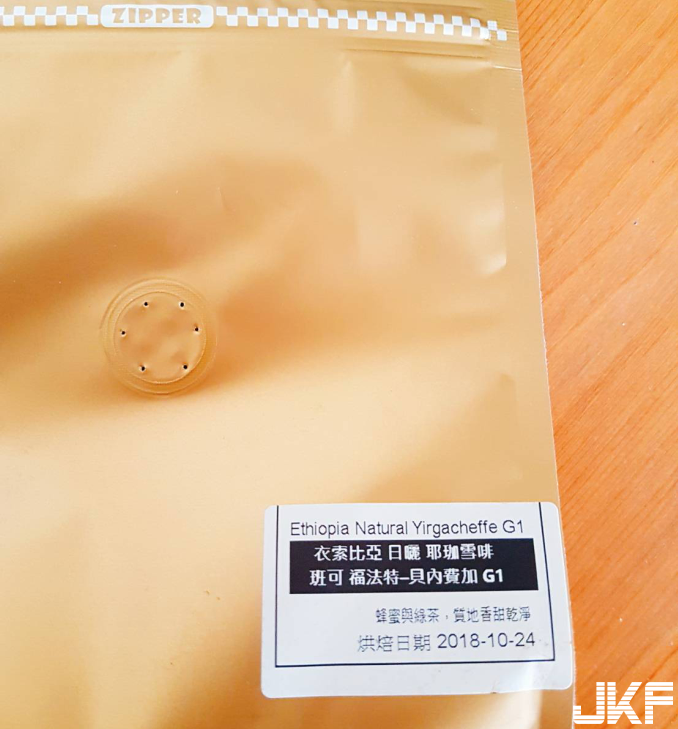 ZIPPER
Ethiopia Natural Yirgacheffe G1
衣索比亞 日曬 耶珈雪啡
班可 福法特–貝內費加 G1
蜂蜜與綠茶，質地香甜乾淨
烘焙日期 2018-10-24
JKF